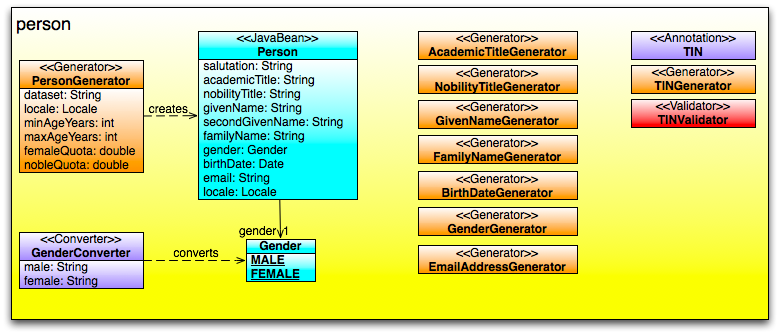 person
<<Generator>>
PersonGenerator
dataset: String
locale: Locale
minAgeYears: int
maxAgeYears: int
femaleQuota: double
nobleQuota: double
creates
<<JavaBean>>
Person
salutation: String
academicTitle: String
nobilityTitle: String
givenName: String
secondGivenName: String
familyName: String
gender: Gender
birthDate: Date
email: String
locale: Locale
gender 1
<<Converter>>
GenderConverter
male: String
female: String
converts
Gender
MALE
FEMALE
<<Generator>>
AcademicTitleGenerator
<<Generator>>
NobilityTitleGenerator
<<Generator>>
GivenNameGenerator
<<Generator>>
FamilyNameGenerator
<<Generator>>
BirthDateGenerator
<<Generator>>
GenderGenerator
<<Generator>>
EmailAddressGenerator
<<Annotation>>
TIN
<<Generator>>
TINGenerator
<<Validator>>
TINValidator